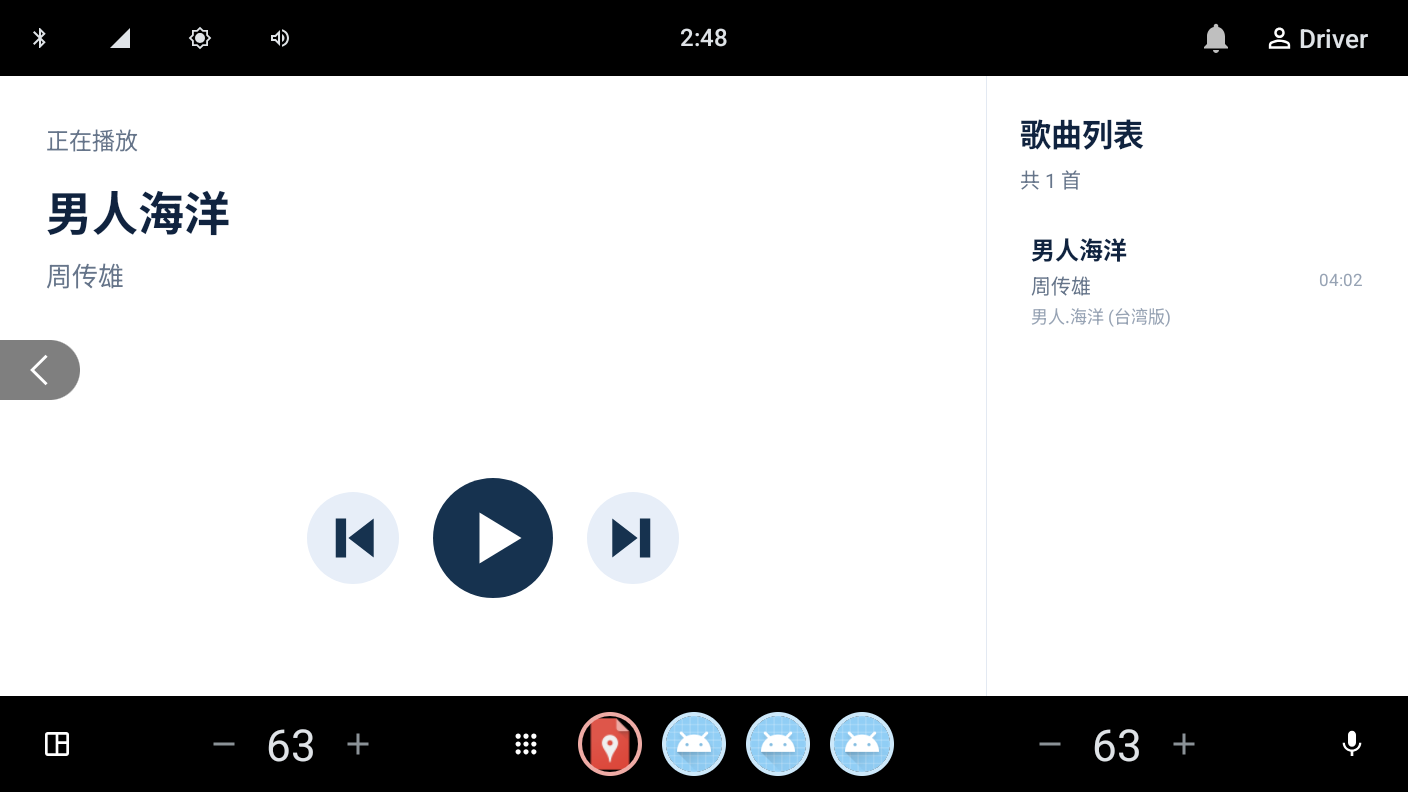 2:48
Driver
正在播放
男人海洋
周传雄
歌曲列表
共 1 首
男人海洋
周传雄
04:02
男人.海洋 (台湾版)
63
63